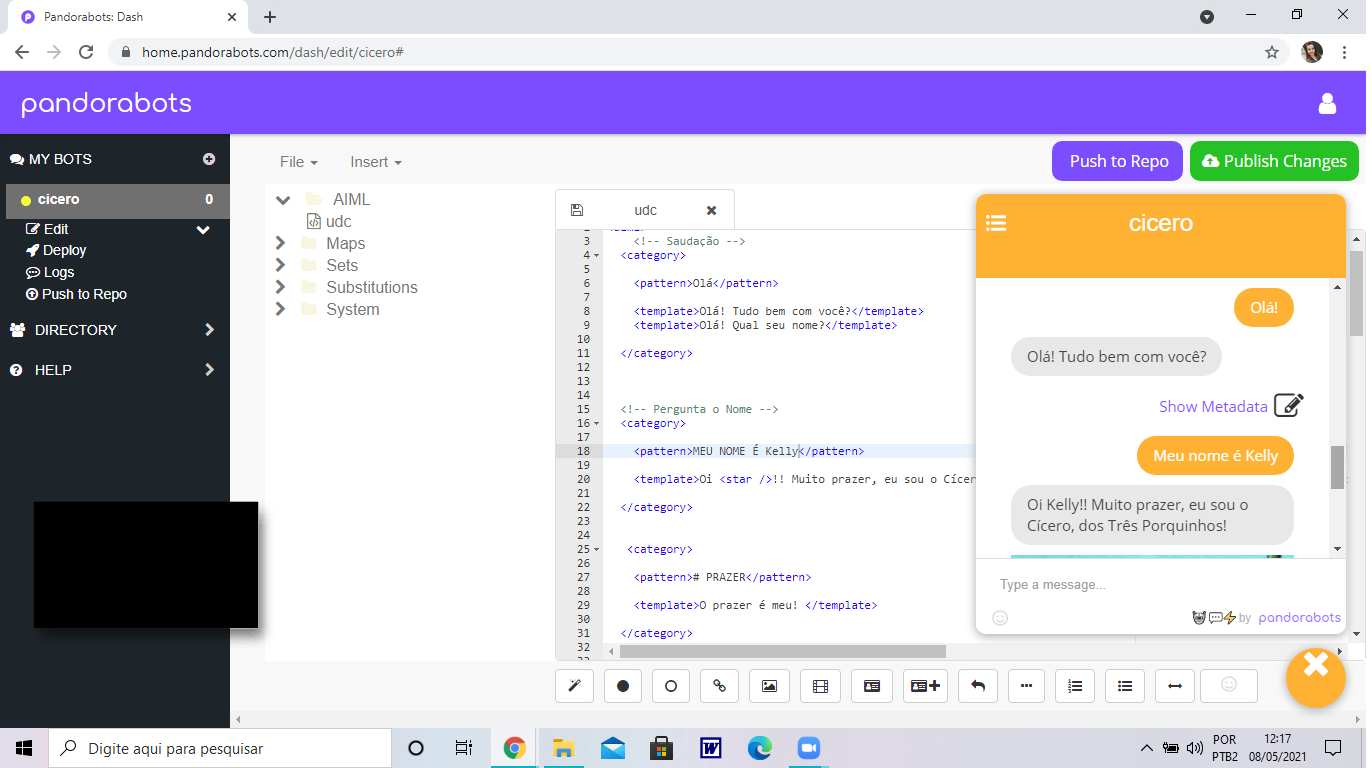 Pandorabots: Dash
home.pandorabots.com/dash/edit/cicero#
pandorabots
MY BOTS
cicero 0
Edit
Deploy
Logs
Push to Repo
DIRECTORY
HELP
File
Insert
Push to Repo
Publish Changes
AIML
udc
Maps
Sets
Substitutions
System
udc
3 <!-- Saudação -->
4 <category>
5
6 <pattern>Olá</pattern>
7
8 <template>Olá! Tudo bem com você?</template>
9 <template>Olá! Qual seu nome?</template>
10
11 </category>
12
13
14
15 <!-- Pergunta o Nome -->
16 <category>
17
18 <pattern>MEU NOME É Kelly</pattern>
19
20 <template>Oi <star />!! Muito prazer, eu sou o Cícer
21
22 </category>
23
24
25 <category>
26
27 <pattern># PRAZER</pattern>
28
29 <template>O prazer é meu! </template>
30
31 </category>
32
cicero
Olá!
Olá! Tudo bem com você?
Show Metadata
Meu nome é Kelly
Oi Kelly!! Muito prazer, eu sou o
Cícero, dos Três Porquinhos!
Type a message...
by pandorabots
Digite aqui para pesquisar
POR
PTB2
12:17
08/05/2021